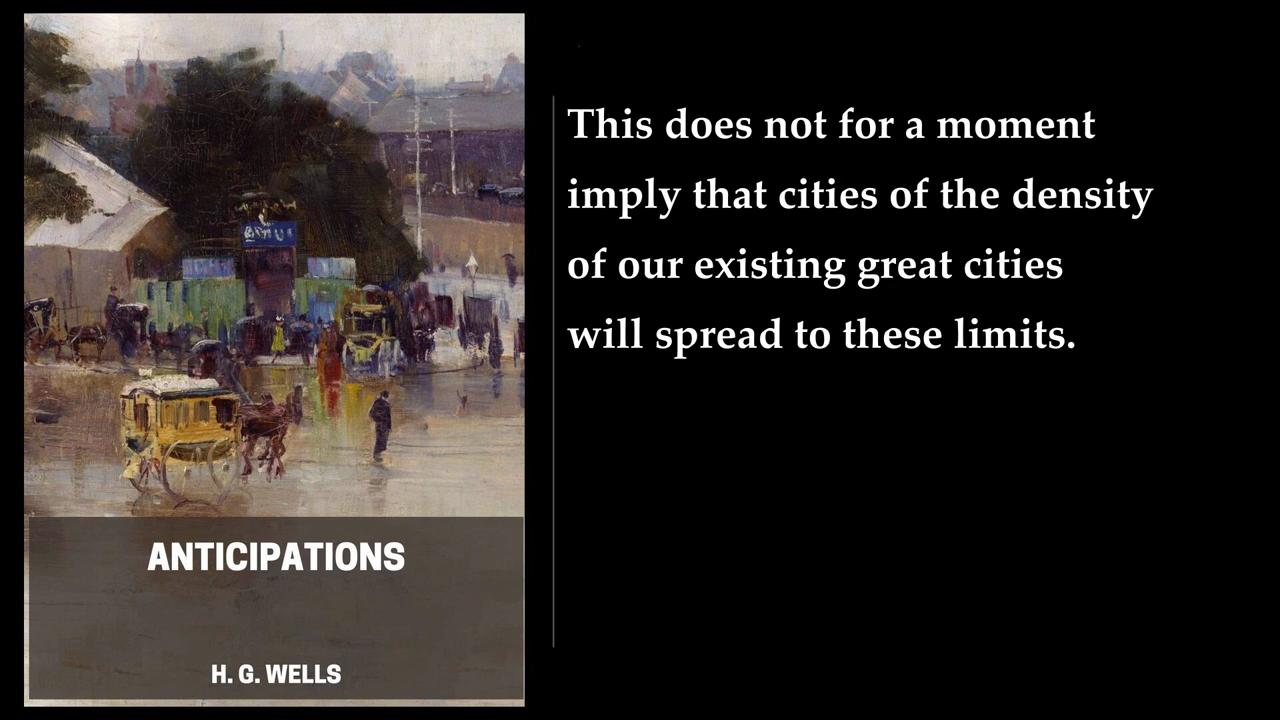 ANTICIPATIONS
H. G. WELLS
This does not for a moment
imply that cities of the density
of our existing great cities
will spread to these limits.